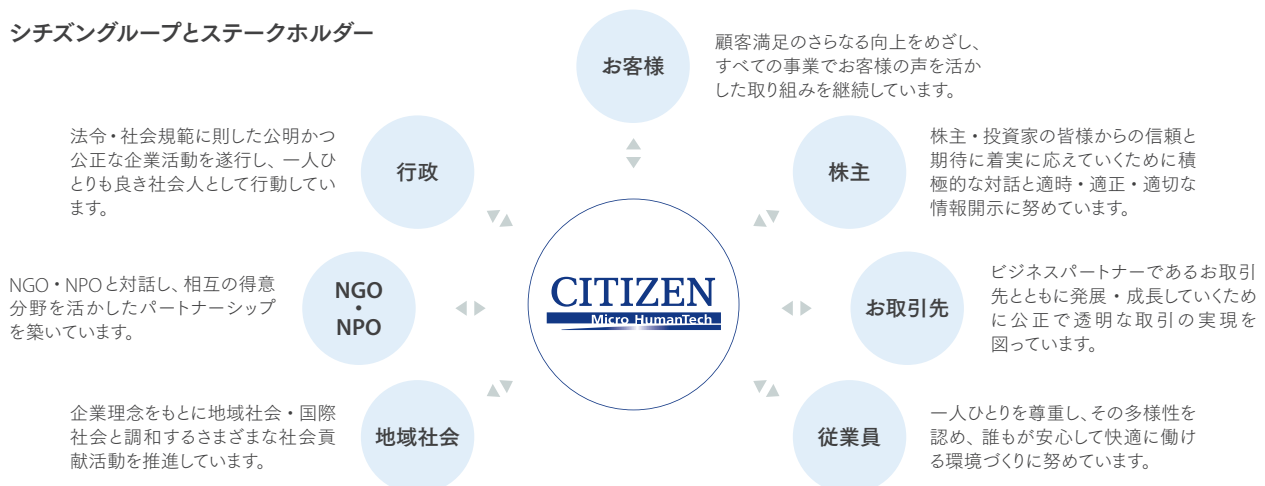 シチズングループとステークホルダー
お客様
顧客満足のさらなる向上をめざし、
すべての事業でお客様の声を活か
した取り組みを継続しています。
法令・社会規範に則した公明かつ
公正な企業活動を遂行し、一人ひ
とりも良き社会人として行動してい
ます。
行政
株主
株主・投資家の皆様からの信頼と
期待に着実に応えていくために積
極的な対話と適時・適正・適切な
情報開示に努めています。
NGO・NPOと対話し、相互の得意
分野を活かしたパートナーシップ
を築いています。
NGO
・
NPO
CITIZEN
Micro HumanTech
お取引先
ビジネスパートナーであるお取引
先とともに発展・成長していくため
に公正で透明な取引の実現を
図っています。
企業理念をもとに地域社会・国際
社会と調和するさまざまな社会貢
献活動を推進しています。
地域社会
従業員
一人ひとりを尊重し、その多様性を
認め、誰もが安心して快適に働け
る環境づくりに努めています。